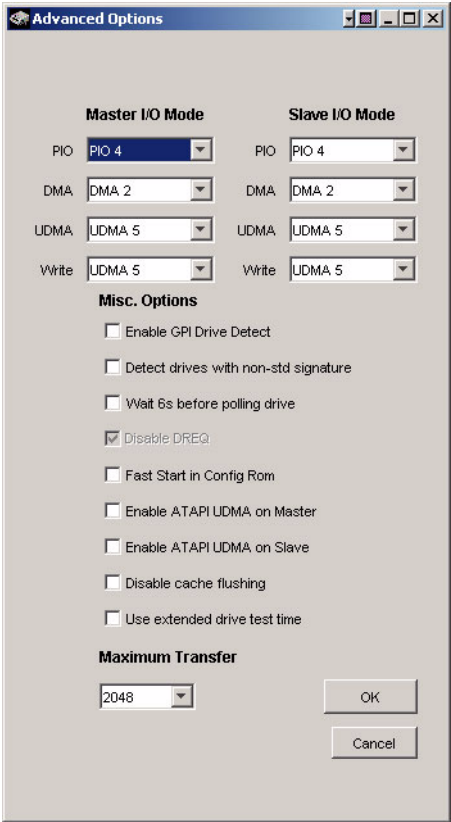 Advanced Options
Master I/O Mode Slave I/O Mode
PIO PIO 4 PIO PIO 4
DMA DMA 2 DMA DMA 2
UDMA UDMA 5 UDMA UDMA 5
Write UDMA 5 Write UDMA 5
Misc. Options
Enable GPI Drive Detect
Detect drives with non-std signature
Wait 6s before polling drive
Disable DREQ
Fast Start in Config Rom
Enable ATAPI UDMA on Master
Enable ATAPI UDMA on Slave
Disable cache flushing
Use extended drive test time
Maximum Transfer
2048 OK
Cancel